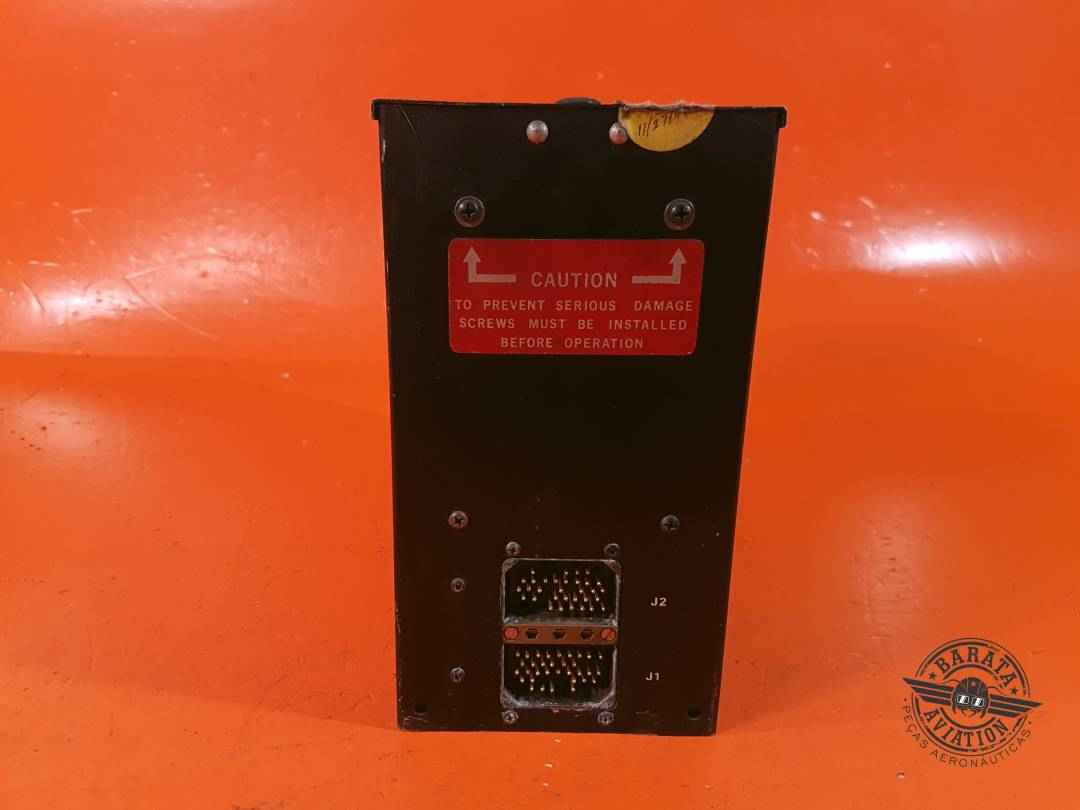 CAUTION
TO PREVENT SERIOUS DAMAGE
SCREWS MUST BE INSTALLED
BEFORE OPERATION
J2
J1
BARATA
AVIATION
• PEÇAS AERONÁUTICAS •